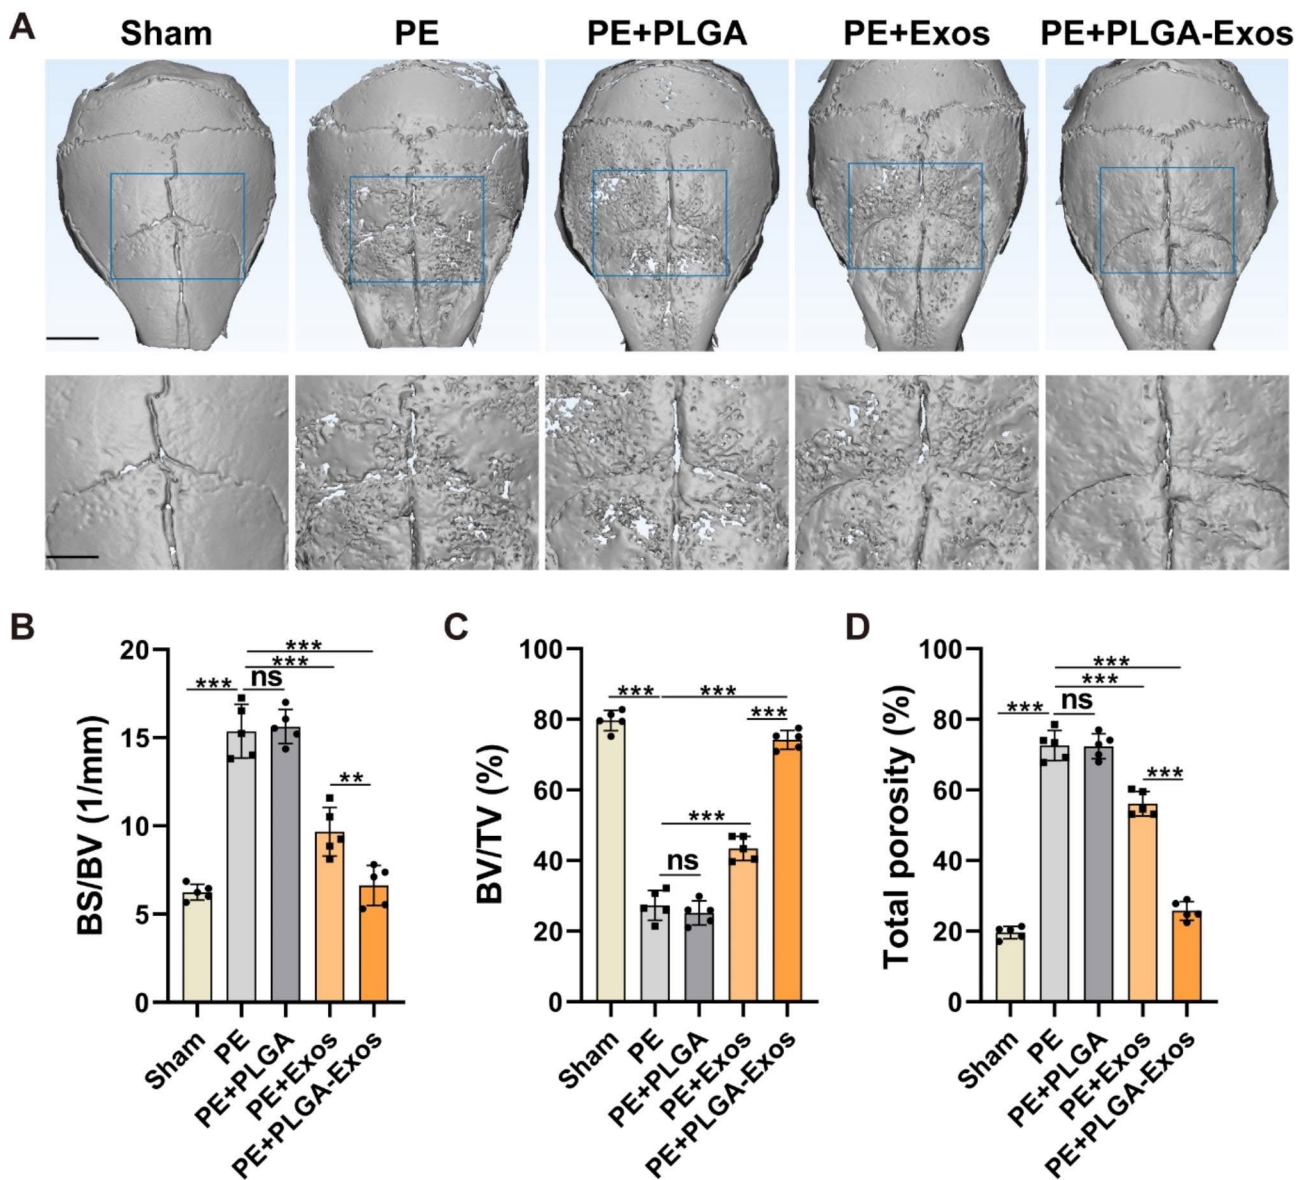 A
Sham PE PE+PLGA PE+Exos PE+PLGA-Exos
B
BS/BV (1/mm)
20
15
10
5
0
***
***
***
ns
**
Sham
PE
PE+PLGA
PE+Exos
PE+PLGA-Exos
C
BV/TV (%)
100
80
60
40
20
0
*** ***
***
***
ns
Sham
PE
PE+PLGA
PE+Exos
PE+PLGA-Exos
D
Total porosity (%)
100
80
60
40
20
0
***
***
*** ns
***
Sham
PE
PE+PLGA
PE+Exos
PE+PLGA-Exos